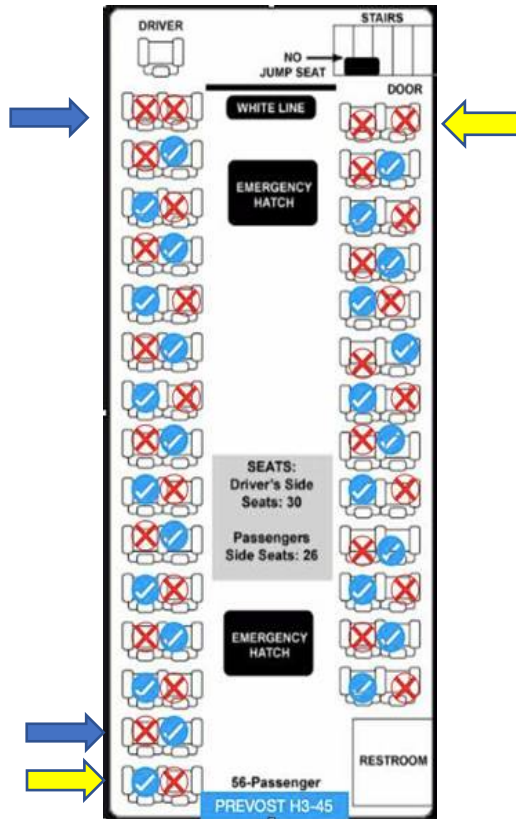 DRIVER
STAIRS
NO
JUMP SEAT
DOOR
WHITE LINE
EMERGENCY
HATCH
SEATS:
Driver's Side
Seats: 30
Passengers
Side Seats: 26
EMERGENCY
HATCH
RESTROOM
56-Passenger
PREVOST H3-45